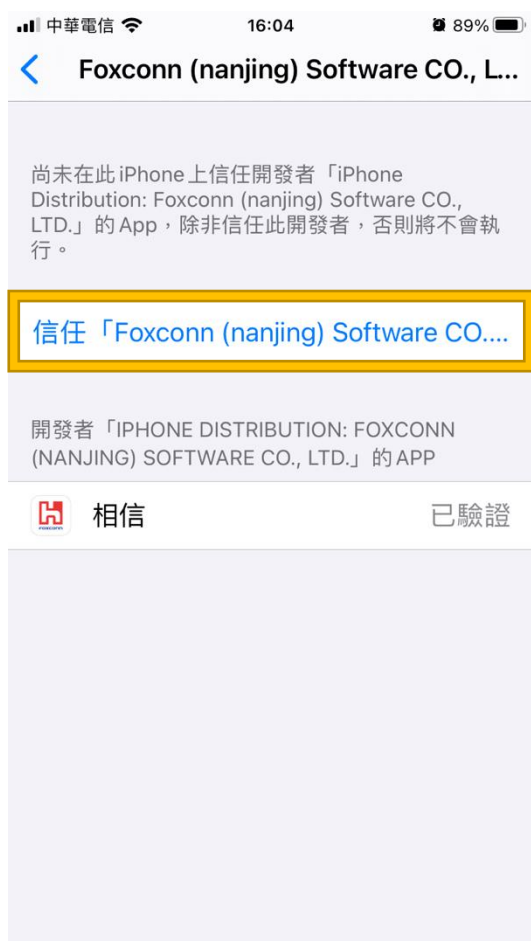 中華電信 16:04 89%
Foxconn (nanjing) Software CO., L...
尚未在此 iPhone 上信任開發者「iPhone
Distribution: Foxconn (nanjing) Software CO.,
LTD.」的 App，除非信任此開發者，否則將不會執
行。
信任「Foxconn (nanjing) Software CO....
開發者「IPHONE DISTRIBUTION: FOXCONN
(NANJING) SOFTWARE CO., LTD.」的 APP
FOXCONN
相信 已驗證